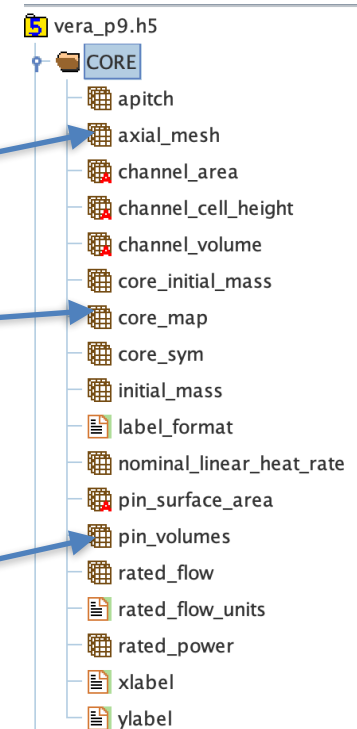 vera_p9.h5
CORE
apitch
axial_mesh
channel_area
channel_cell_height
channel_volume
core_initial_mass
core_map
core_sym
initial_mass
label_format
nominal_linear_heat_rate
pin_surface_area
pin_volumes
rated_flow
rated_flow_units
rated_power
xlabel
ylabel